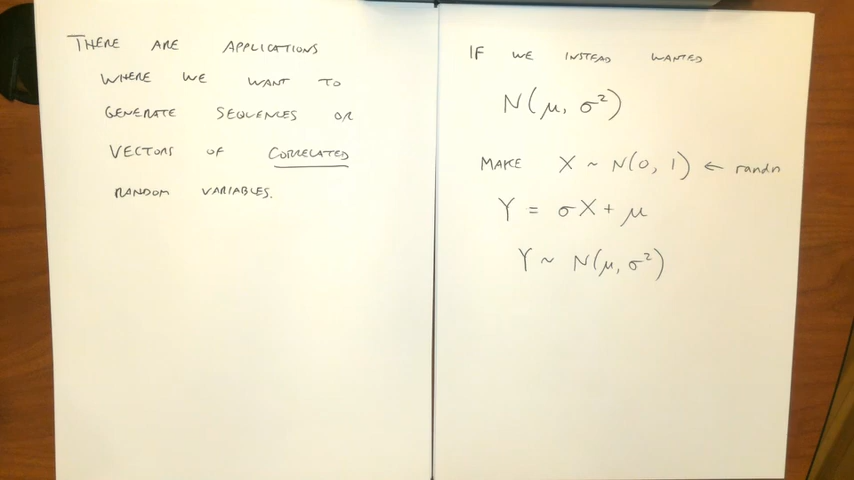 THERE ARE APPLICATIONS
WHERE WE WANT TO
GENERATE SEQUENCES OR
VECTORS OF CORRELATED
RANDOM VARIABLES.
IF WE INSTEAD WANTED
N(μ, σ²)
MAKE X ~ N(0, 1) ← randn
Y = σX + μ
Y ~ N(μ, σ²)